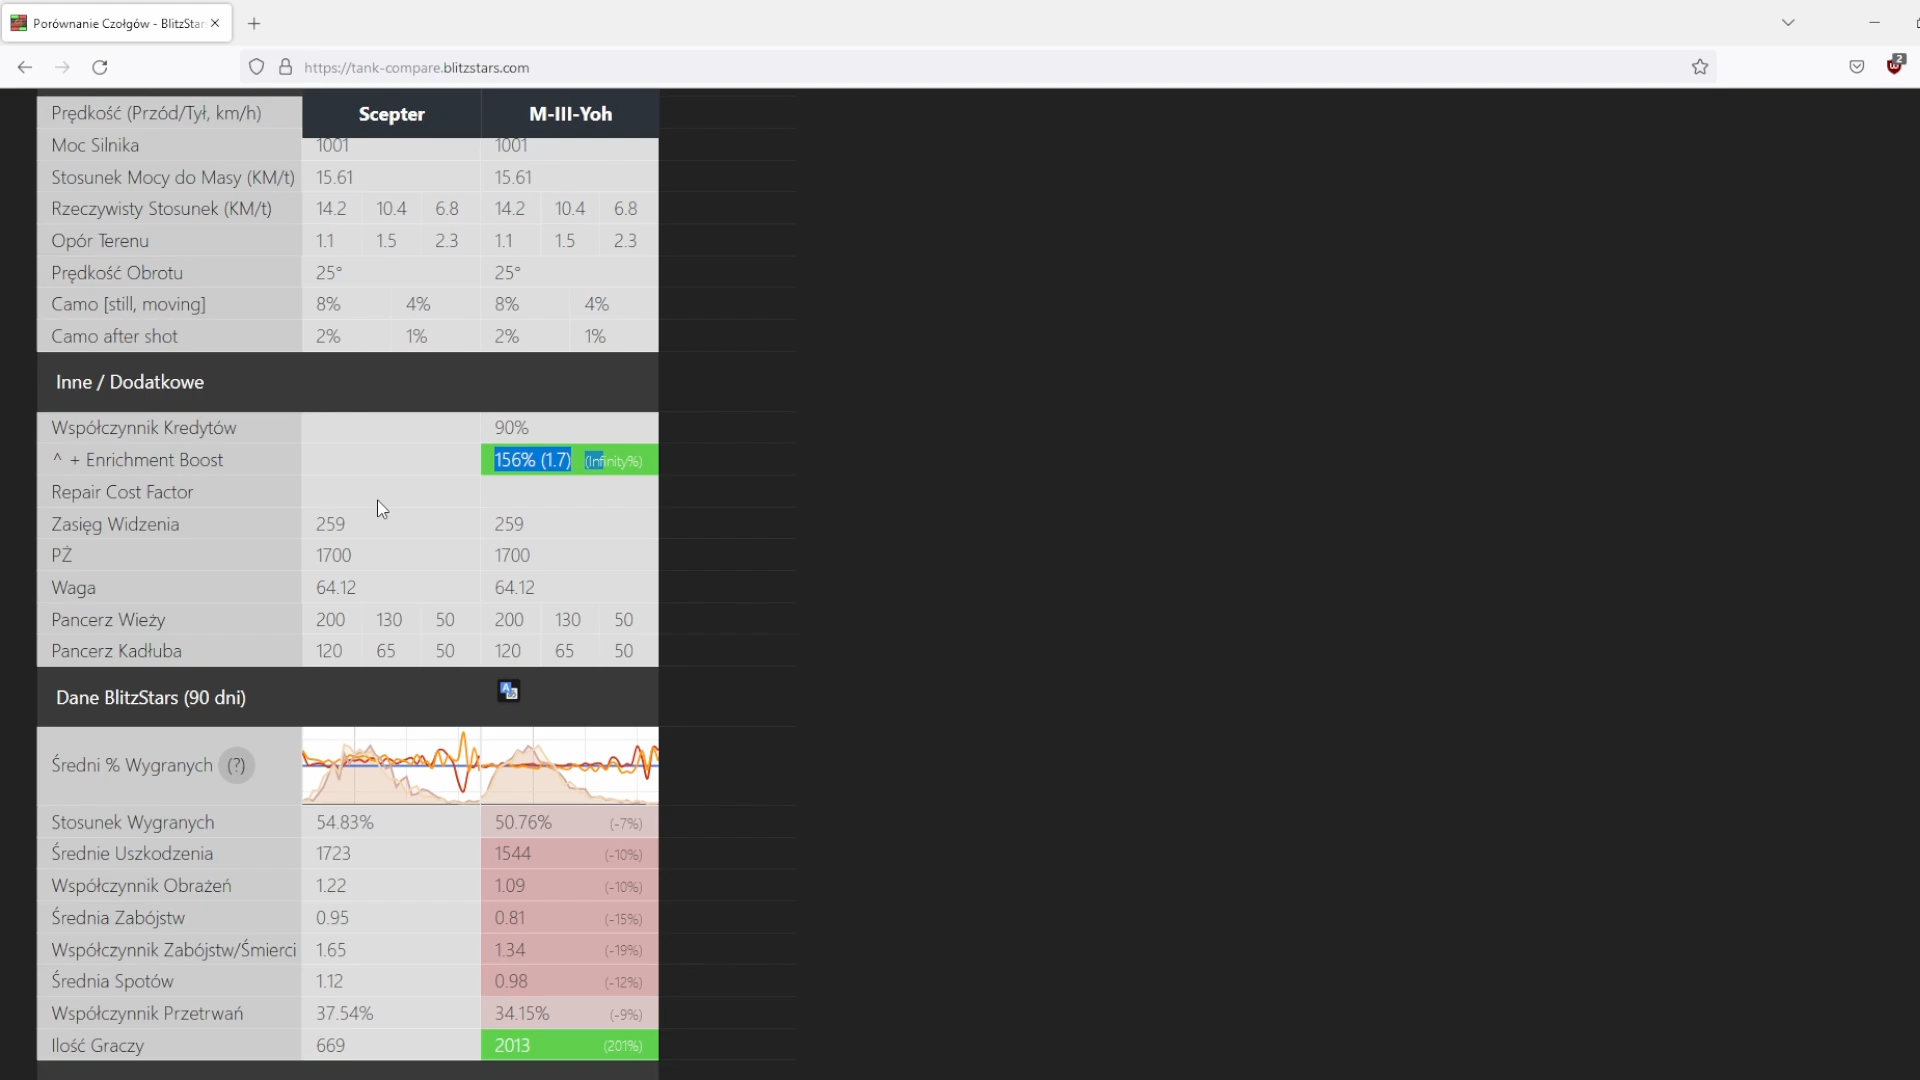 Porównanie Czołgów - BlitzStar
https://tank-compare.blitzstars.com
2
Prędkość (Przód/Tył, km/h) Scepter M-III-Yoh
Moc Silnika 1001 1001
Stosunek Mocy do Masy (KM/t) 15.61 15.61
Rzeczywisty Stosunek (KM/t) 14.2 10.4 6.8 14.2 10.4 6.8
Opór Terenu 1.1 1.5 2.3 1.1 1.5 2.3
Prędkość Obrotu 25° 25°
Camo [still, moving] 8% 4% 8% 4%
Camo after shot 2% 1% 2% 1%
Inne / Dodatkowe
Współczynnik Kredytów 90%
^ + Enrichment Boost 156% (1.7) (Infinity%)
Repair Cost Factor
Zasięg Widzenia 259 259
PŻ 1700 1700
Waga 64.12 64.12
Pancerz Wieży 200 130 50 200 130 50
Pancerz Kadłuba 120 65 50 120 65 50
Dane BlitzStars (90 dni)
Średni % Wygranych (?)
Stosunek Wygranych 54.83% 50.76% (-7%)
Średnie Uszkodzenia 1723 1544 (-10%)
Współczynnik Obrażeń 1.22 1.09 (-10%)
Średnia Zabójstw 0.95 0.81 (-15%)
Współczynnik Zabójstw/Śmierci 1.65 1.34 (-19%)
Średnia Spotów 1.12 0.98 (-12%)
Współczynnik Przetrwań 37.54% 34.15% (-9%)
Ilość Graczy 669 2013 (201%)